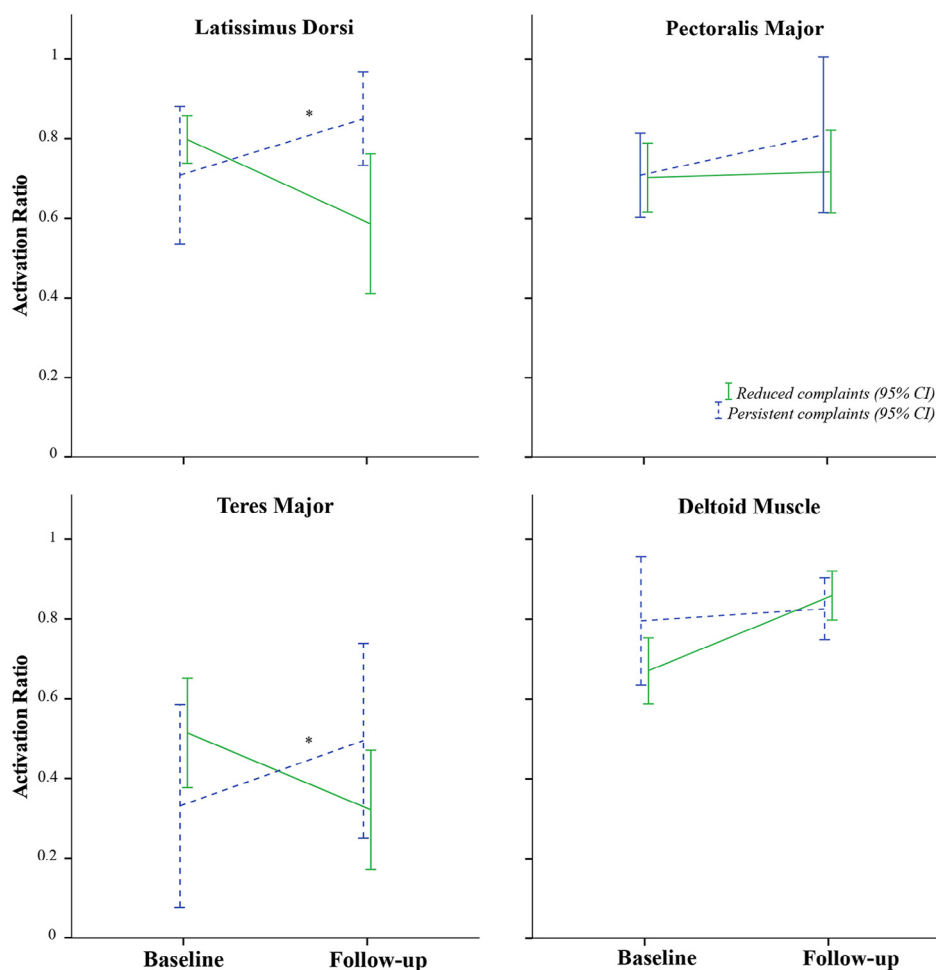 Latissimus Dorsi
Pectoralis Major
Activation Ratio
1
0.8
0.6
0.4
0.2
0
*
Reduced complaints (95% CI)
Persistent complaints (95% CI)
Teres Major
Deltoid Muscle
Activation Ratio
1
0.8
0.6
0.4
0.2
0
*
Baseline
Follow-up
Baseline
Follow-up